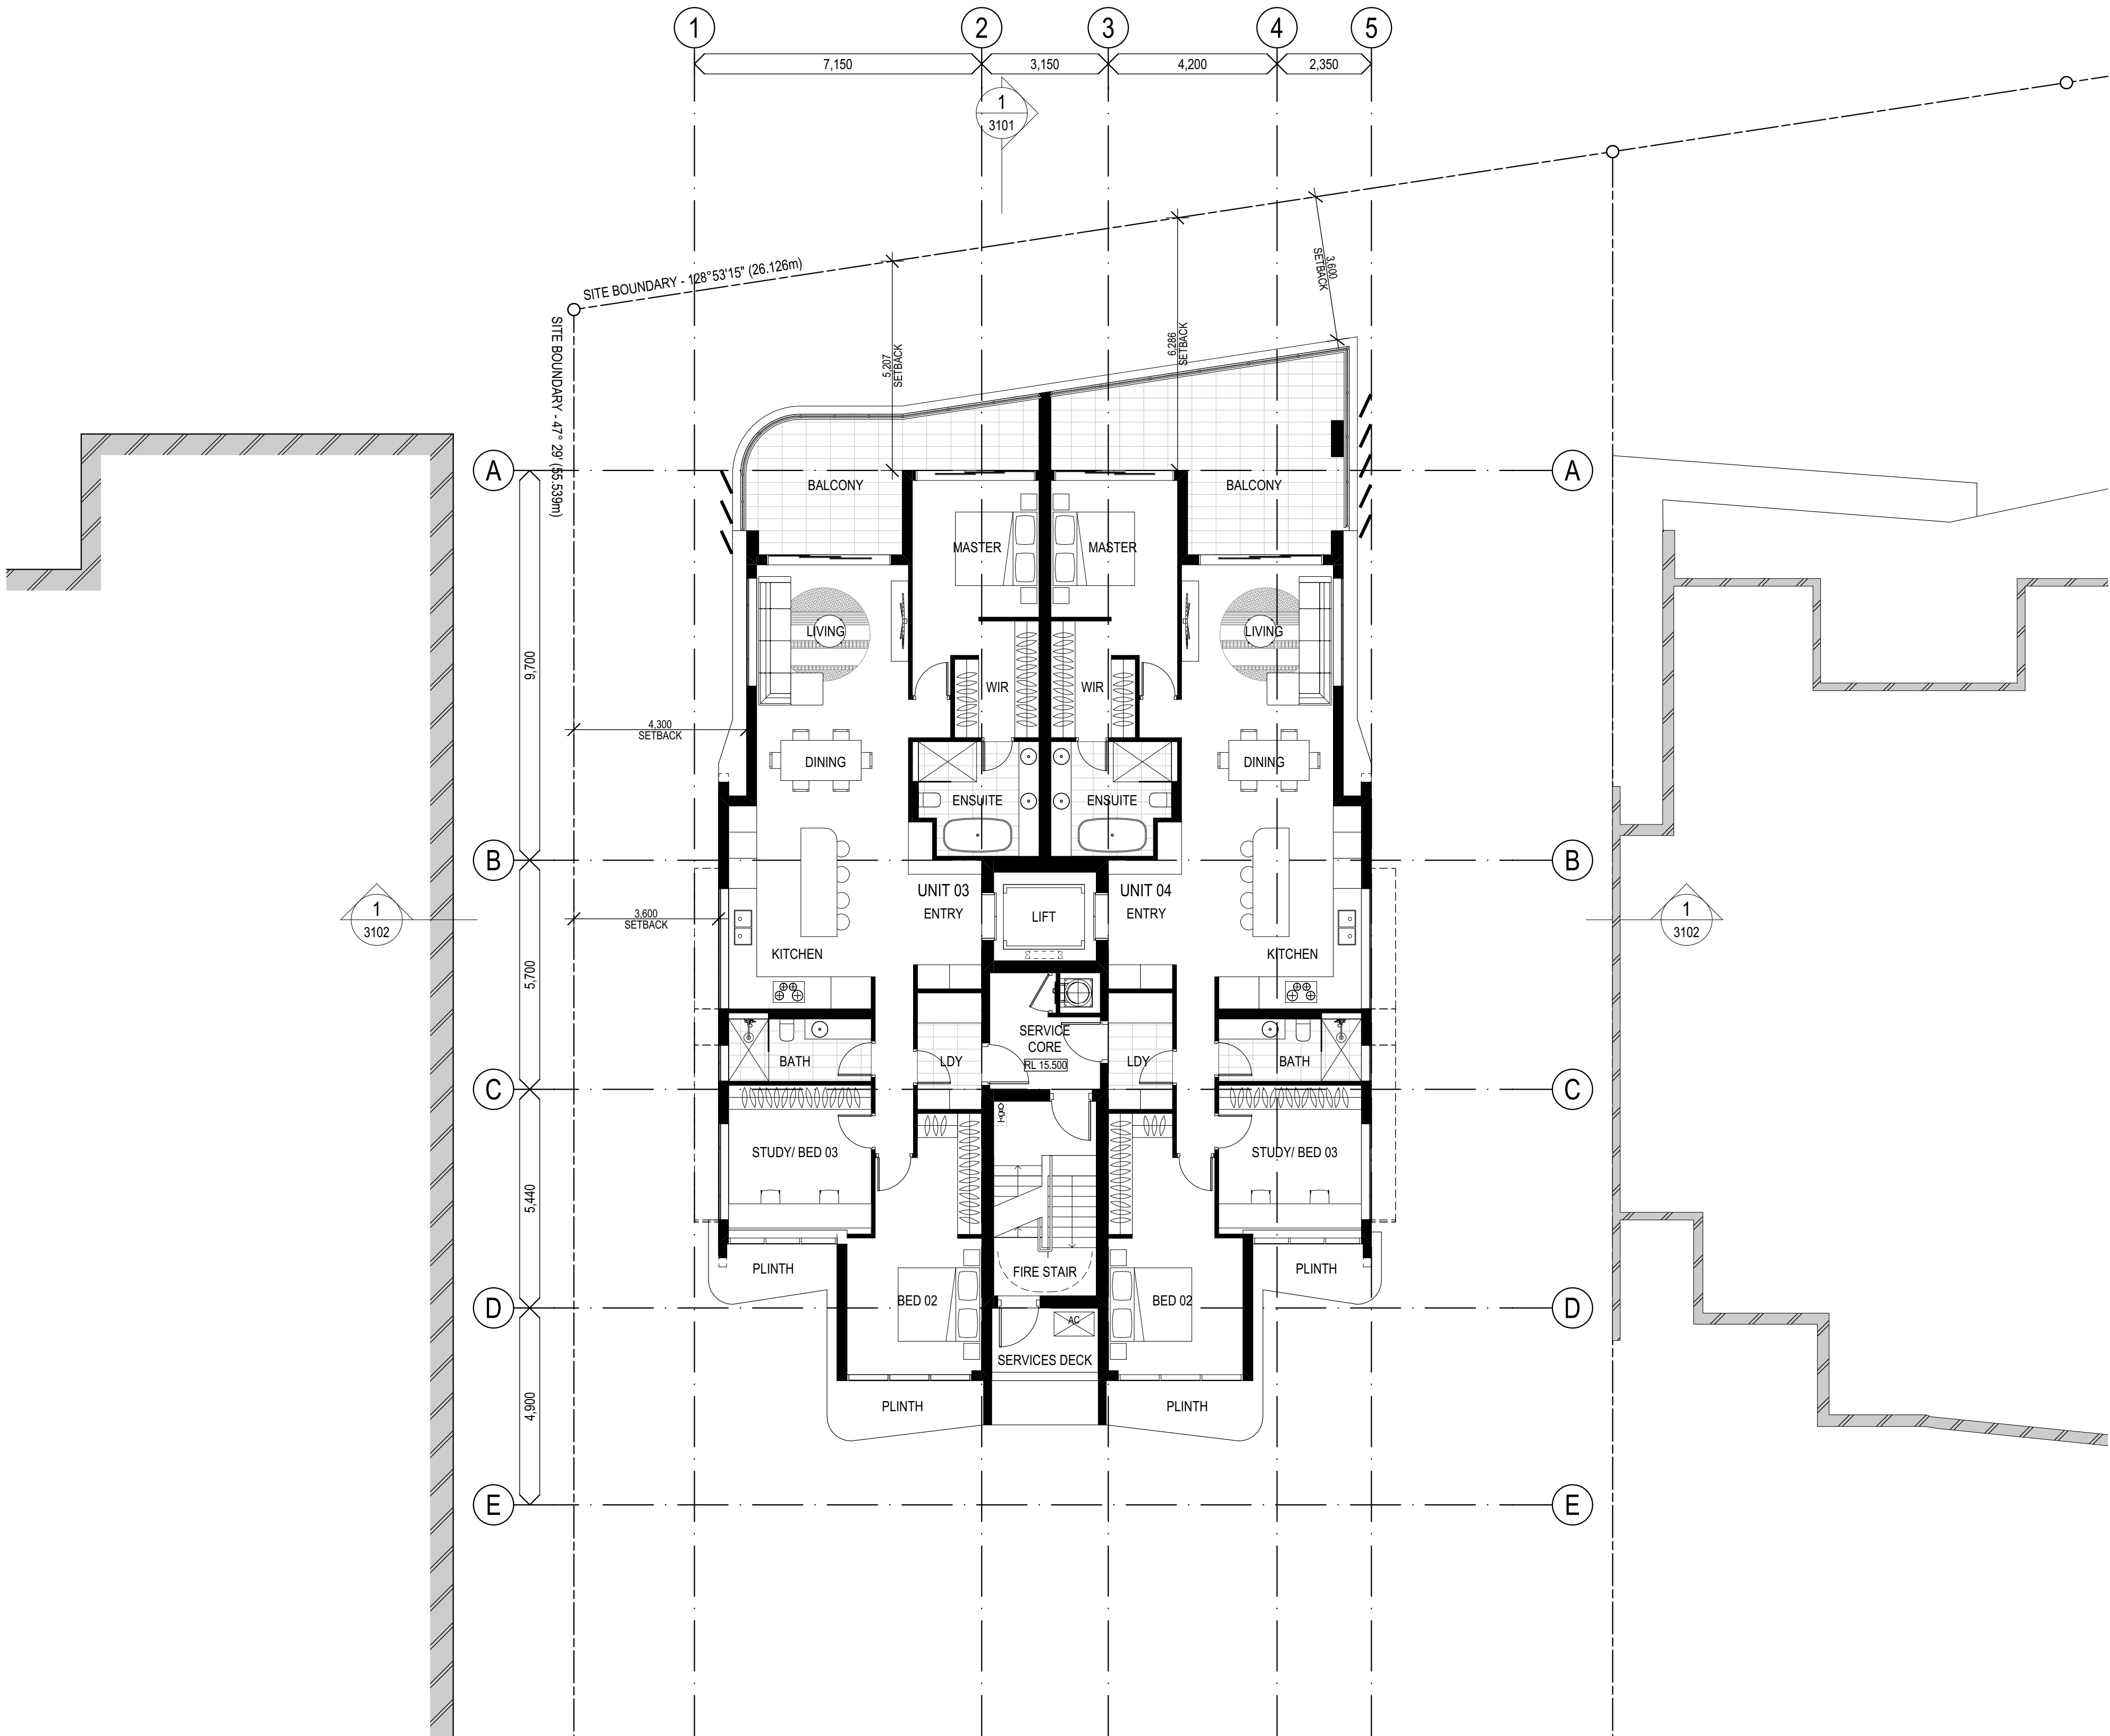 1
2
3
4
5
7,150
3,150
4,200
2,350
1
3101
SITE BOUNDARY - 128°53'15" (26.126m)
SITE BOUNDARY - 47° 29' (55.539m)
5,207
SETBACK
6,286
SETBACK
3,600
SETBACK
A
A
BALCONY
BALCONY
MASTER
MASTER
9,700
LIVING
LIVING
WIR
WIR
4,300
SETBACK
DINING
DINING
ENSUITE
ENSUITE
B
B
UNIT 03
ENTRY
UNIT 04
ENTRY
LIFT
1
3102
3,600
SETBACK
1
3102
KITCHEN
KITCHEN
5,700
SERVICE
CORE
RL 15.500
BATH
LDY
LDY
BATH
C
C
STUDY/ BED 03
STUDY/ BED 03
5,440
PLINTH
FIRE STAIR
PLINTH
BED 02
BED 02
D
D
AC
SERVICES DECK
4,900
PLINTH
PLINTH
E
E